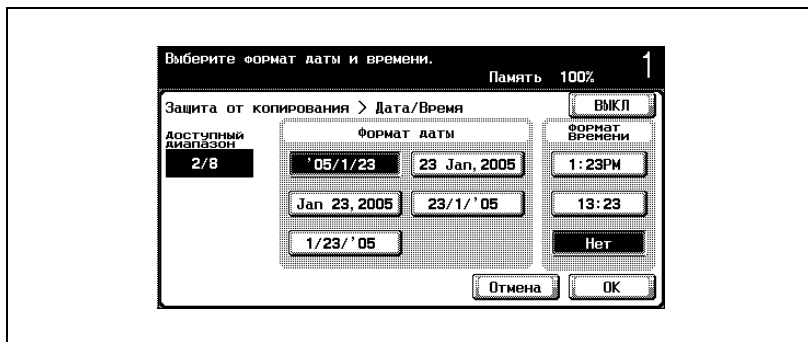 Выберите формат даты и времени.
Память 100% 1
Защита от копирования > Дата/Время
ВЫКЛ
Доступный диапазон
2/8
Формат даты
'05/1/23
23 Jan,2005
Jan 23,2005
23/1/'05
1/23/'05
Формат Времени
1:23PM
13:23
Нет
Отмена
OK